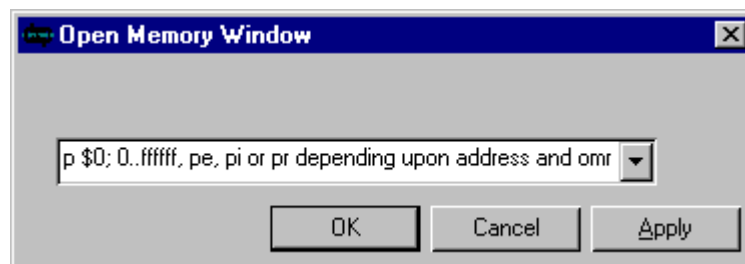 Open Memory Window
p $0; 0..ffffff, pe, pi or pr depending upon address and omr
OK Cancel Apply